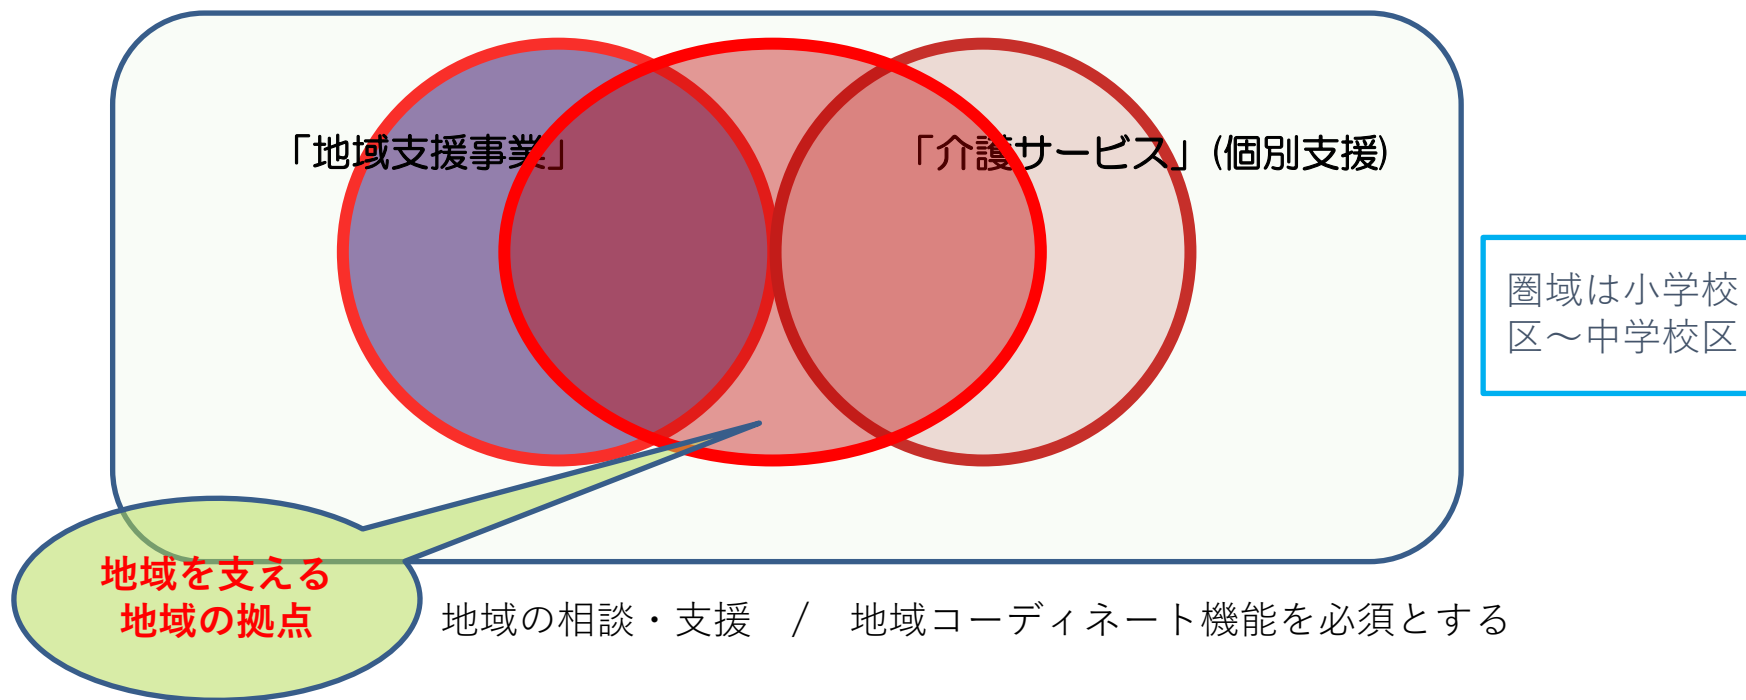 「地域支援事業」
「介護サービス」(個別支援)
圏域は小学校
区～中学校区
地域を支える
地域の拠点
地域の相談・支援　/　地域コーディネート機能を必須とする